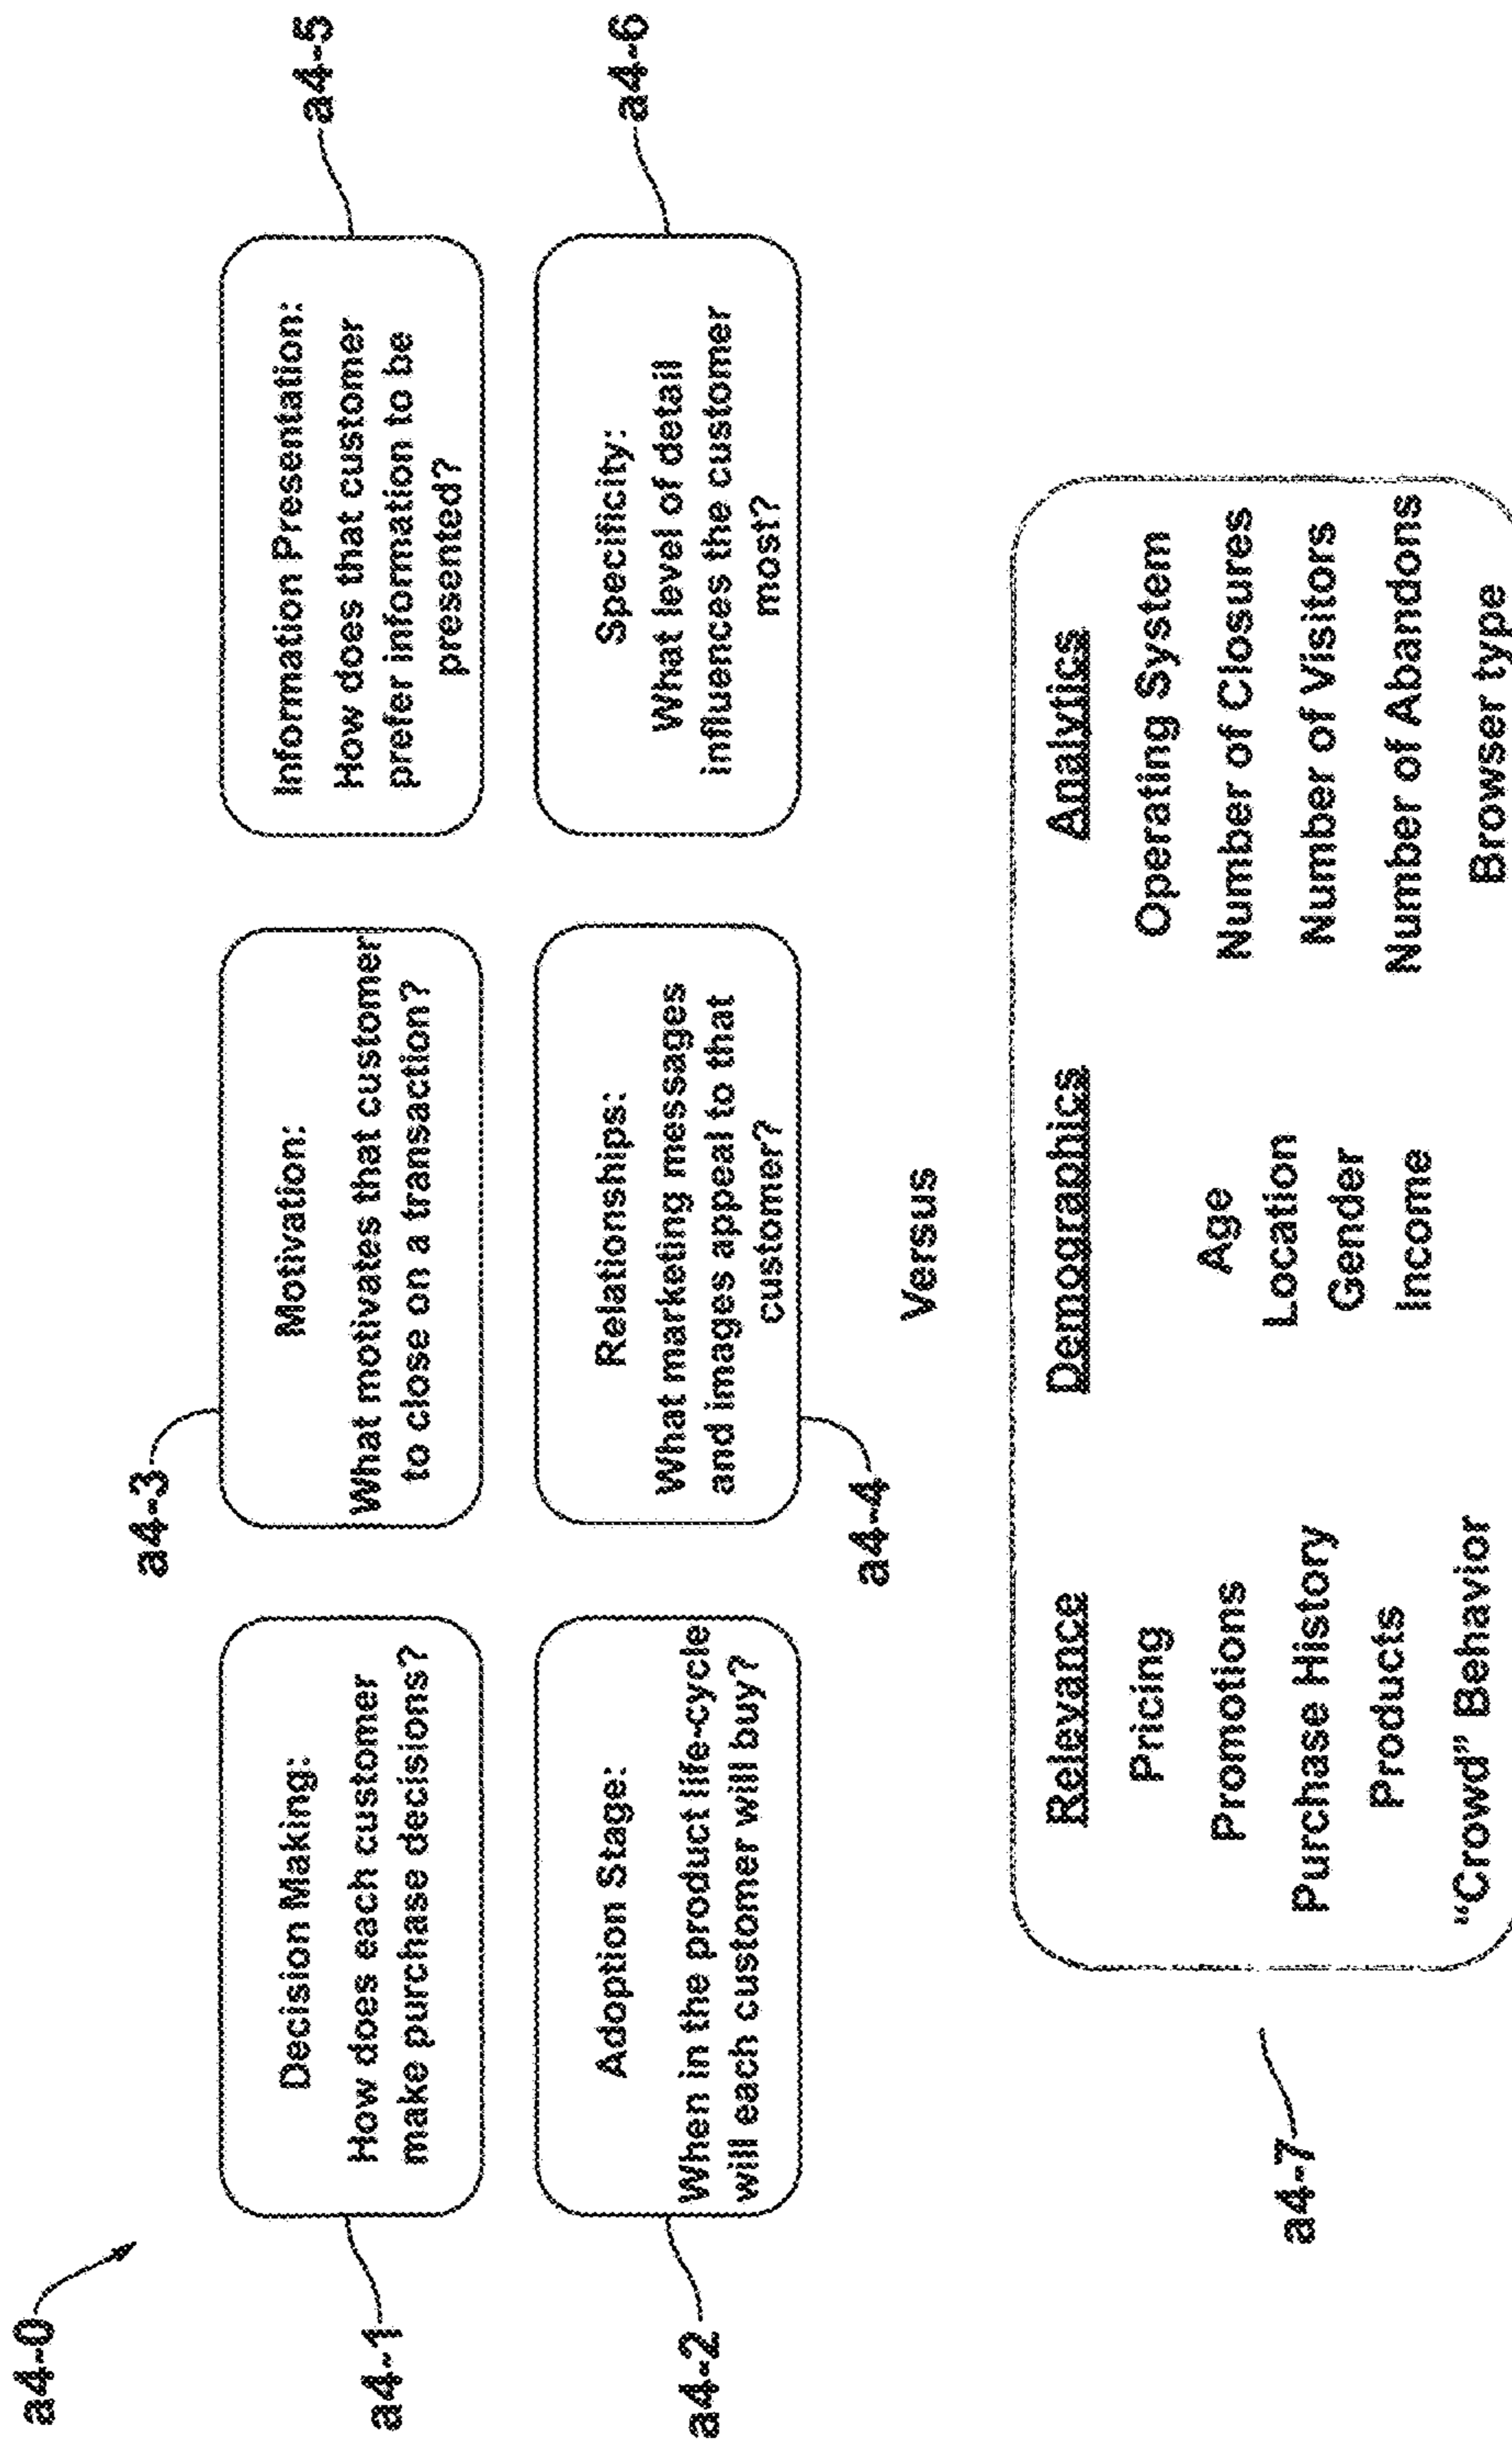 a4-0
a4-1
Decision Making:
How does each customer
make purchase decisions?
a4-2
Adoption Stage:
When in the product life-cycle
will each customer will buy?
a4-3
Motivation:
What motivates that customer
to close on a transaction?
a4-4
Relationships:
What marketing messages
and images appeal to that
customer?
a4-5
Information Presentation:
How does that customer
prefer information to be
presented?
a4-6
Specificity:
What level of detail
influences the customer
most?
Versus
a4-7
Relevance
Pricing
Promotions
Purchase History
Products
“Crowd” Behavior
Demographics
Age
Location
Gender
Income
Analytics
Operating System
Number of Closures
Number of Visitors
Number of Abandons
Browser type